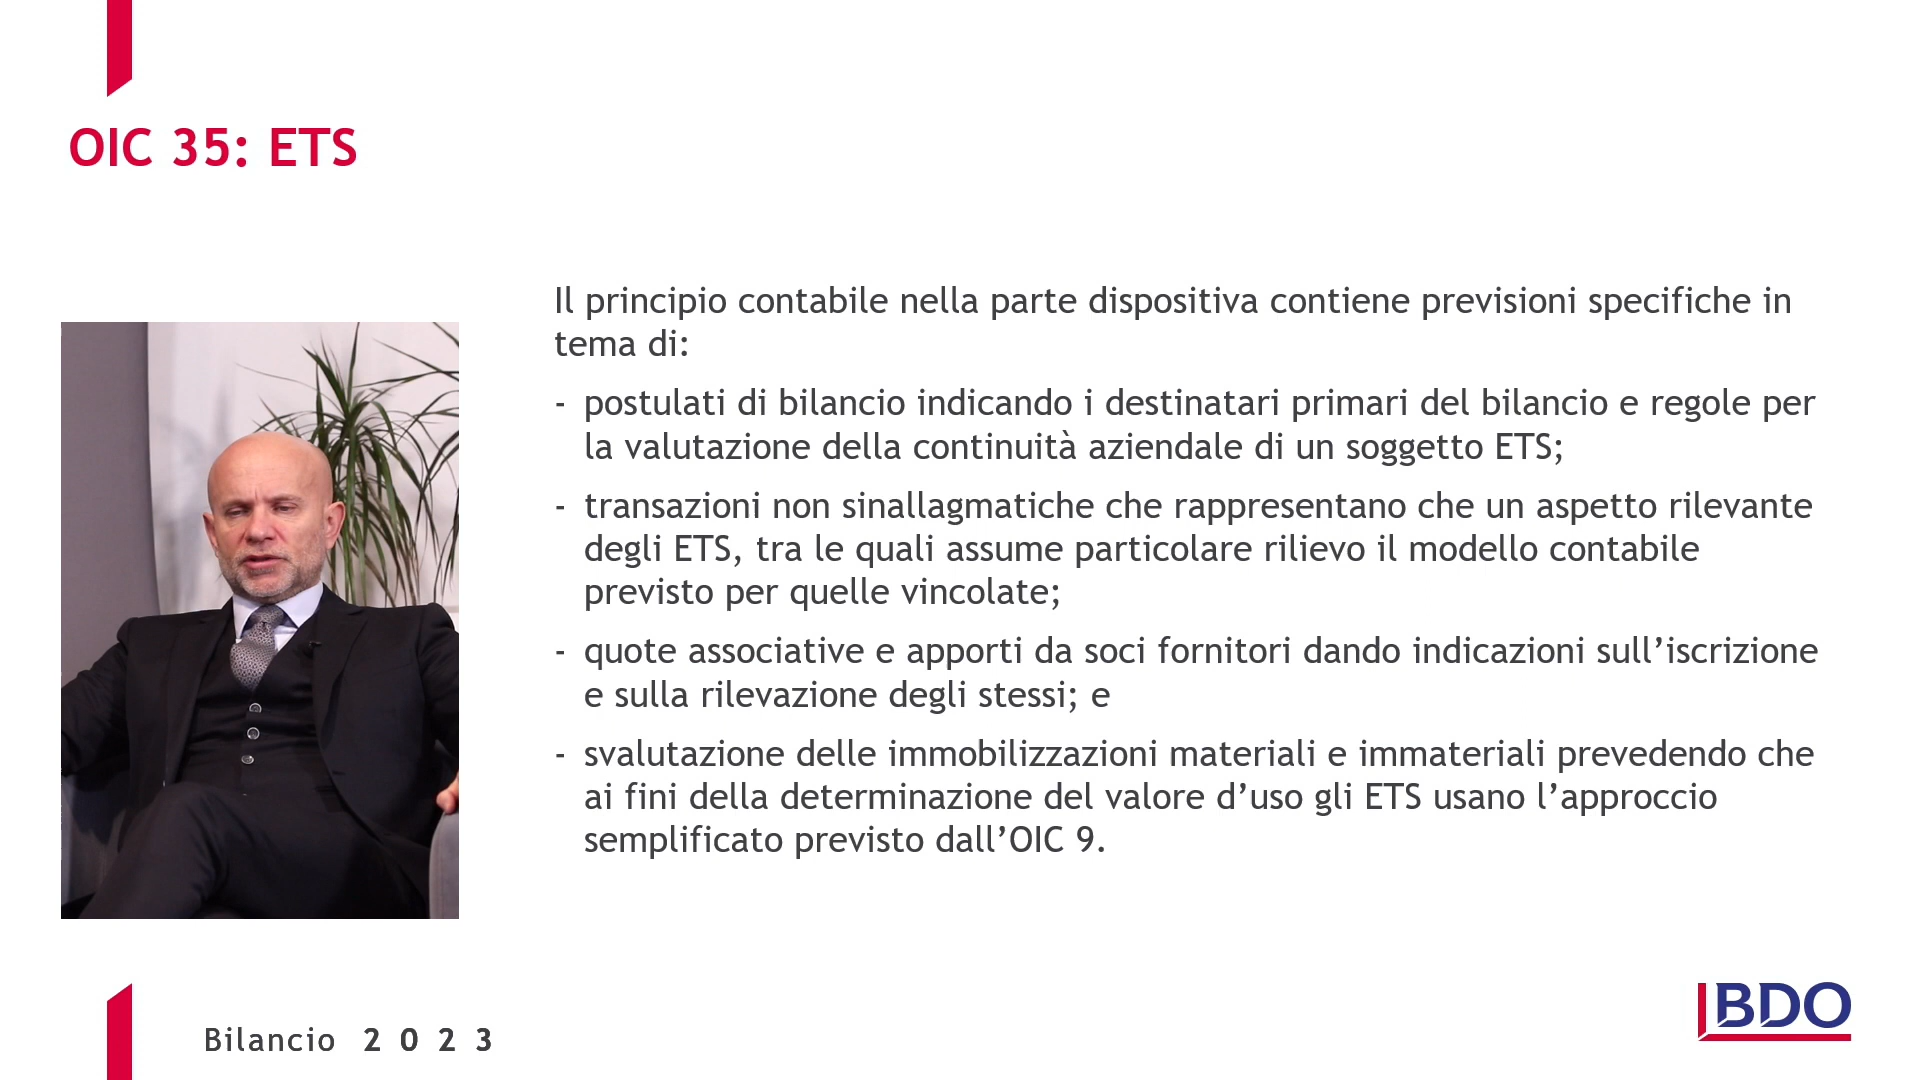 OIC 35: ETS
Il principio contabile nella parte dispositiva contiene previsioni specifiche in
tema di:
- postulati di bilancio indicando i destinatari primari del bilancio e regole per
la valutazione della continuità aziendale di un soggetto ETS;
- transazioni non sinallagmatiche che rappresentano che un aspetto rilevante
degli ETS, tra le quali assume particolare rilievo il modello contabile
previsto per quelle vincolate;
- quote associative e apporti da soci fornitori dando indicazioni sull’iscrizione
e sulla rilevazione degli stessi; e
- svalutazione delle immobilizzazioni materiali e immateriali prevedendo che
ai fini della determinazione del valore d’uso gli ETS usano l’approccio
semplificato previsto dall’OIC 9.
Bilancio 2023
BDO